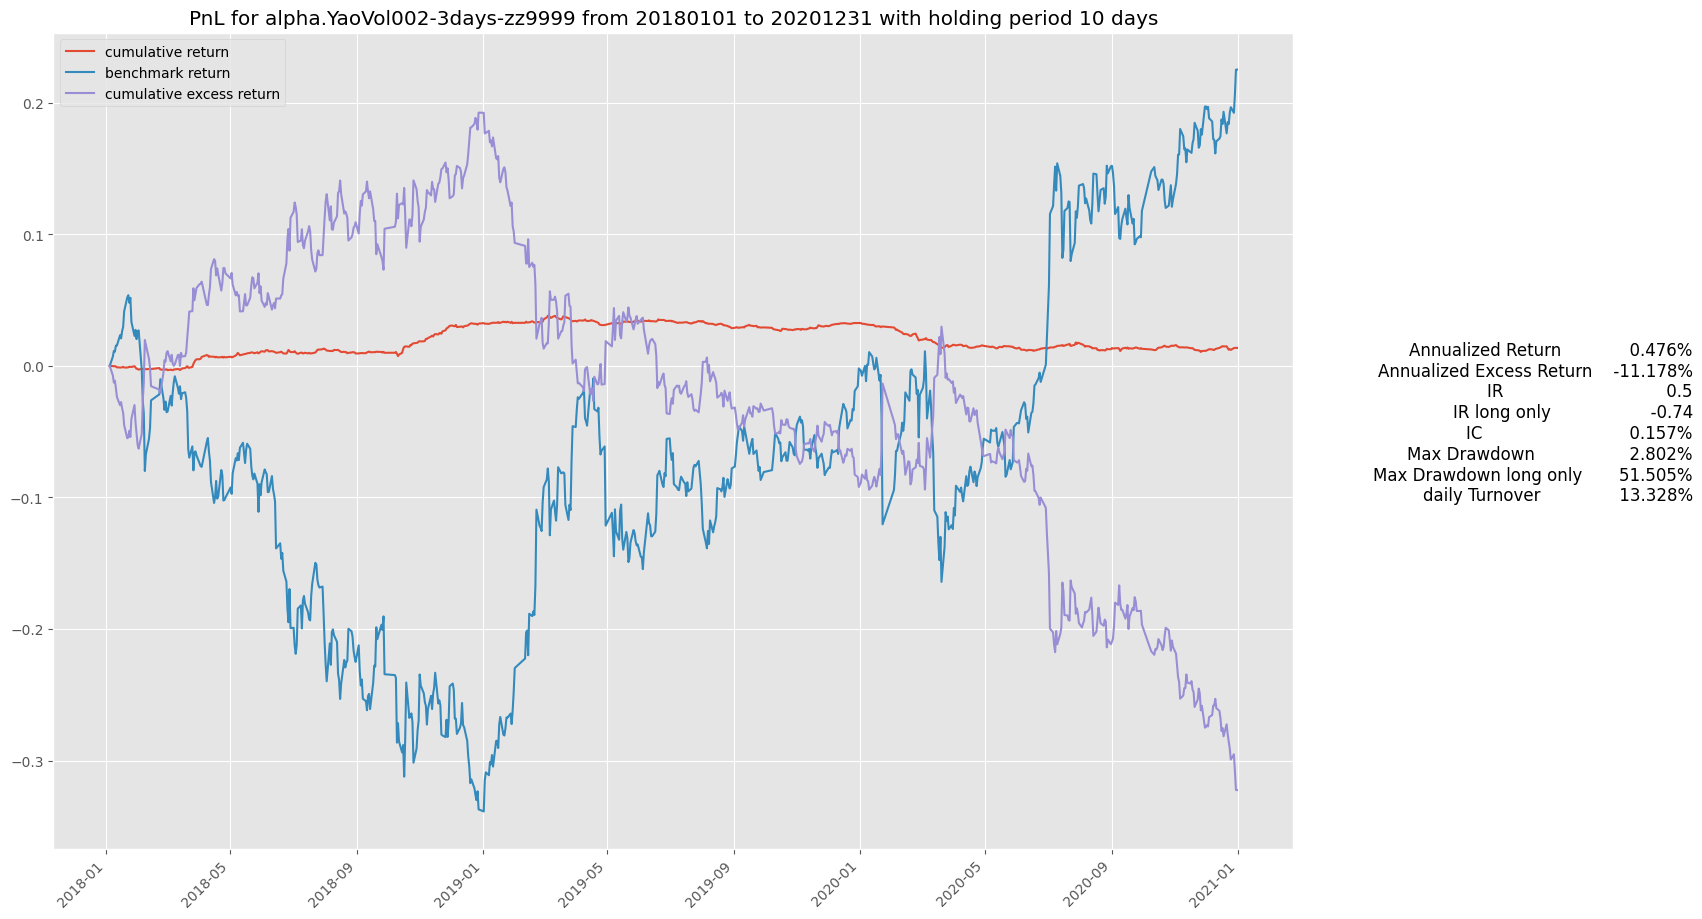 PnL for alpha.YaoVol002-3days-zz9999 from 20180101 to 20201231 with holding period 10 days
cumulative return
benchmark return
cumulative excess return
0.2
0.1
0.0
−0.1
−0.2
−0.3
2018-01
2018-05
2018-09
2019-01
2019-05
2019-09
2020-01
2020-05
2020-09
2021-01
Annualized Return 0.476%
Annualized Excess Return -11.178%
IR 0.5
IR long only -0.74
IC 0.157%
Max Drawdown 2.802%
Max Drawdown long only 51.505%
daily Turnover 13.328%